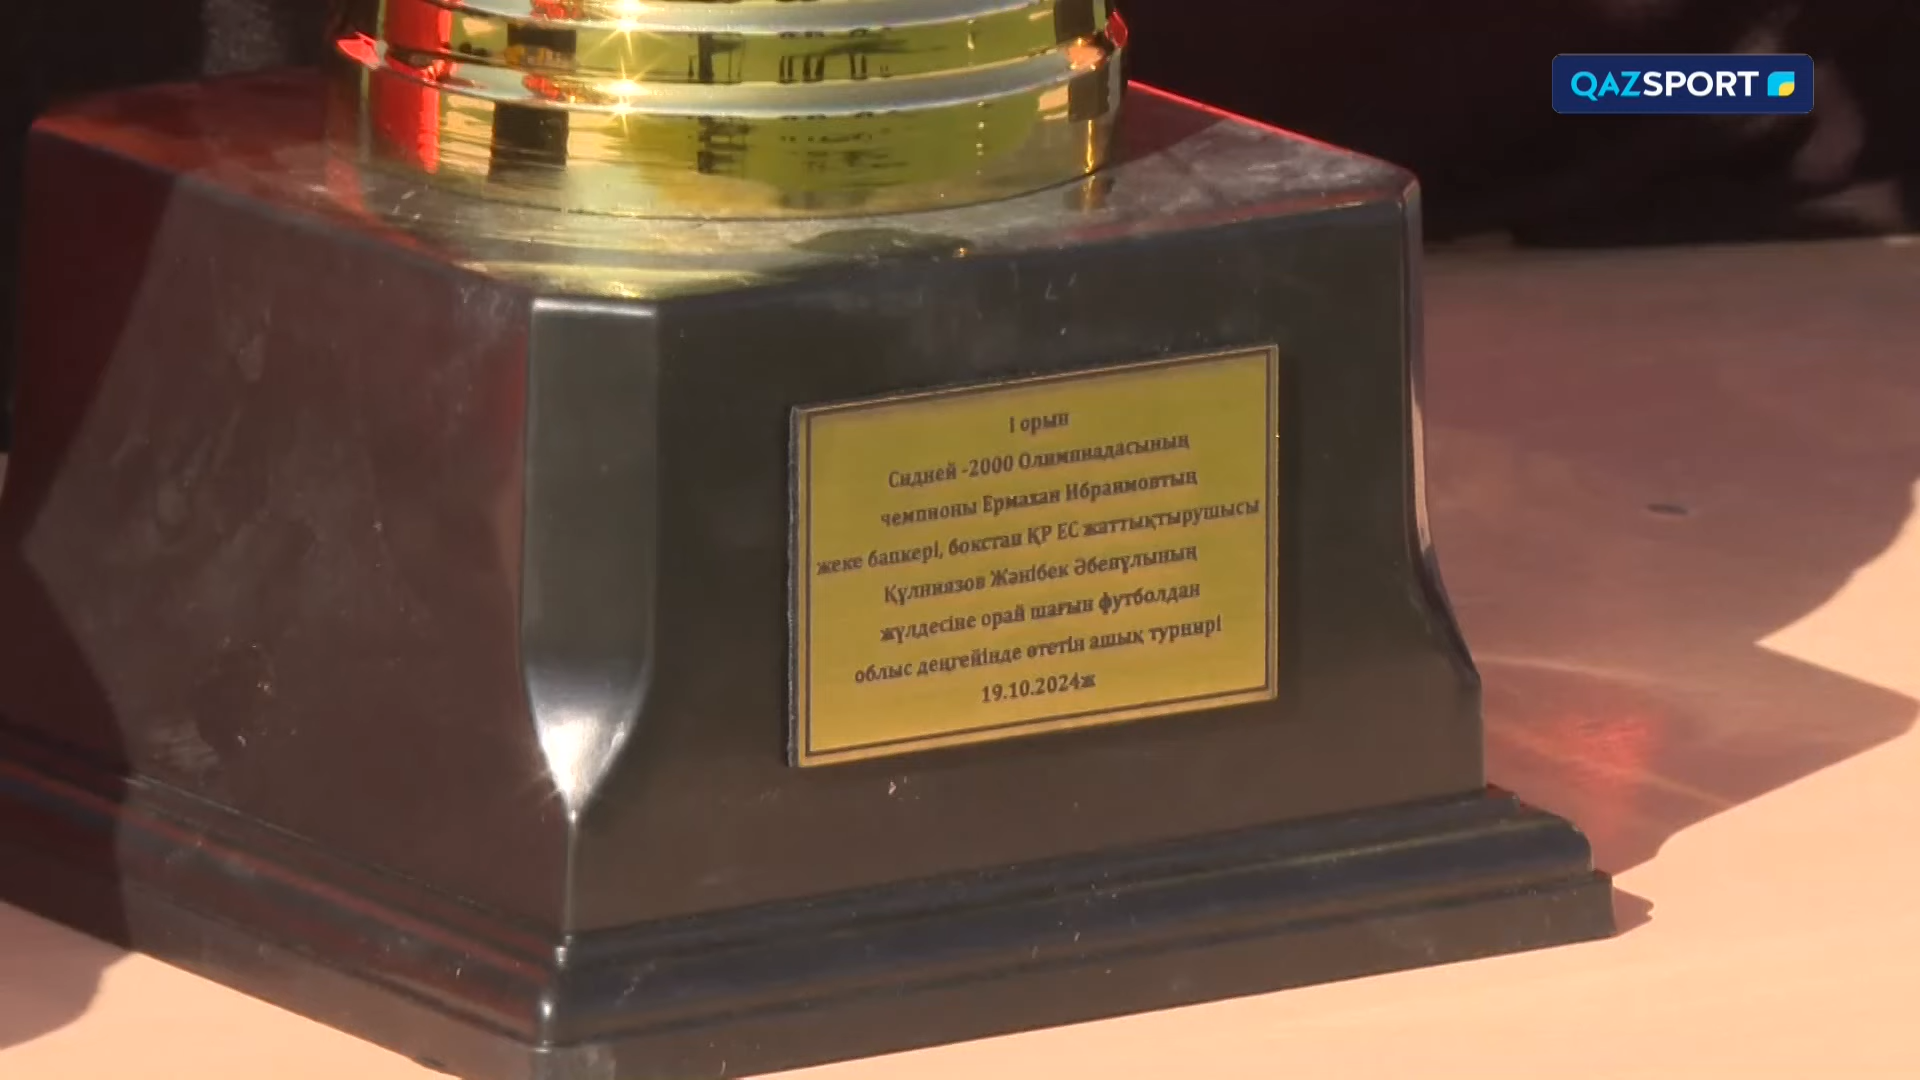 QAZSPORT
I орын
Сидней -2000 Олимпиадасының
чемпионы Ермахан Ибраимовтың
жеке бапкері, бокстан ҚР ЕС жаттықтырушысы
Құлниязов Жәнібек Әбенұлының
жүлдесіне орай шағын футболдан
облыс деңгейінде өтетін ашық турнирі
19.10.2024ж